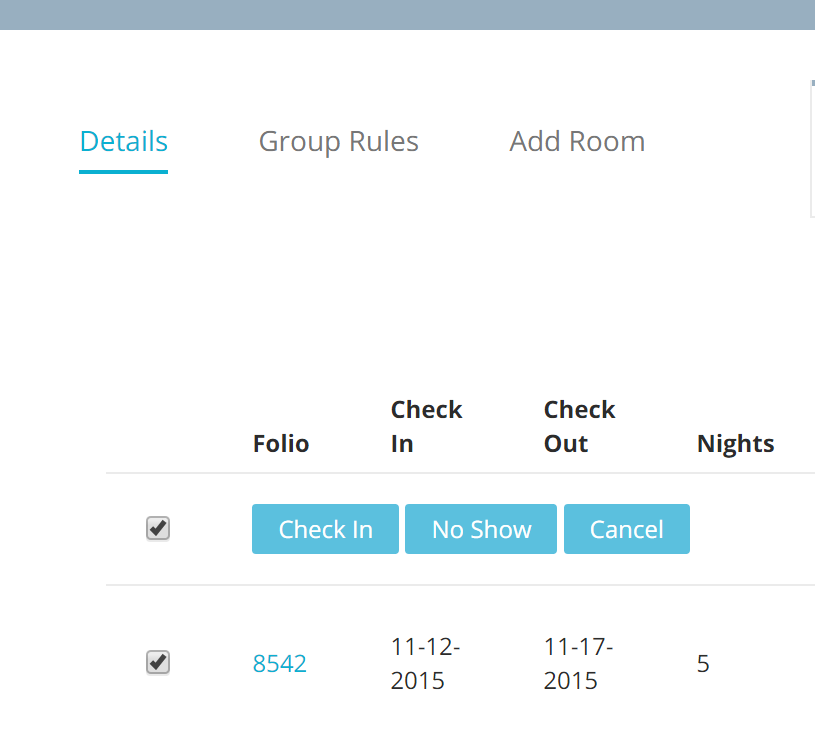 Details Group Rules Add Room
Check Check
Folio In Out Nights
Check In No Show Cancel
11-12- 11-17-
8542 5
2015 2015